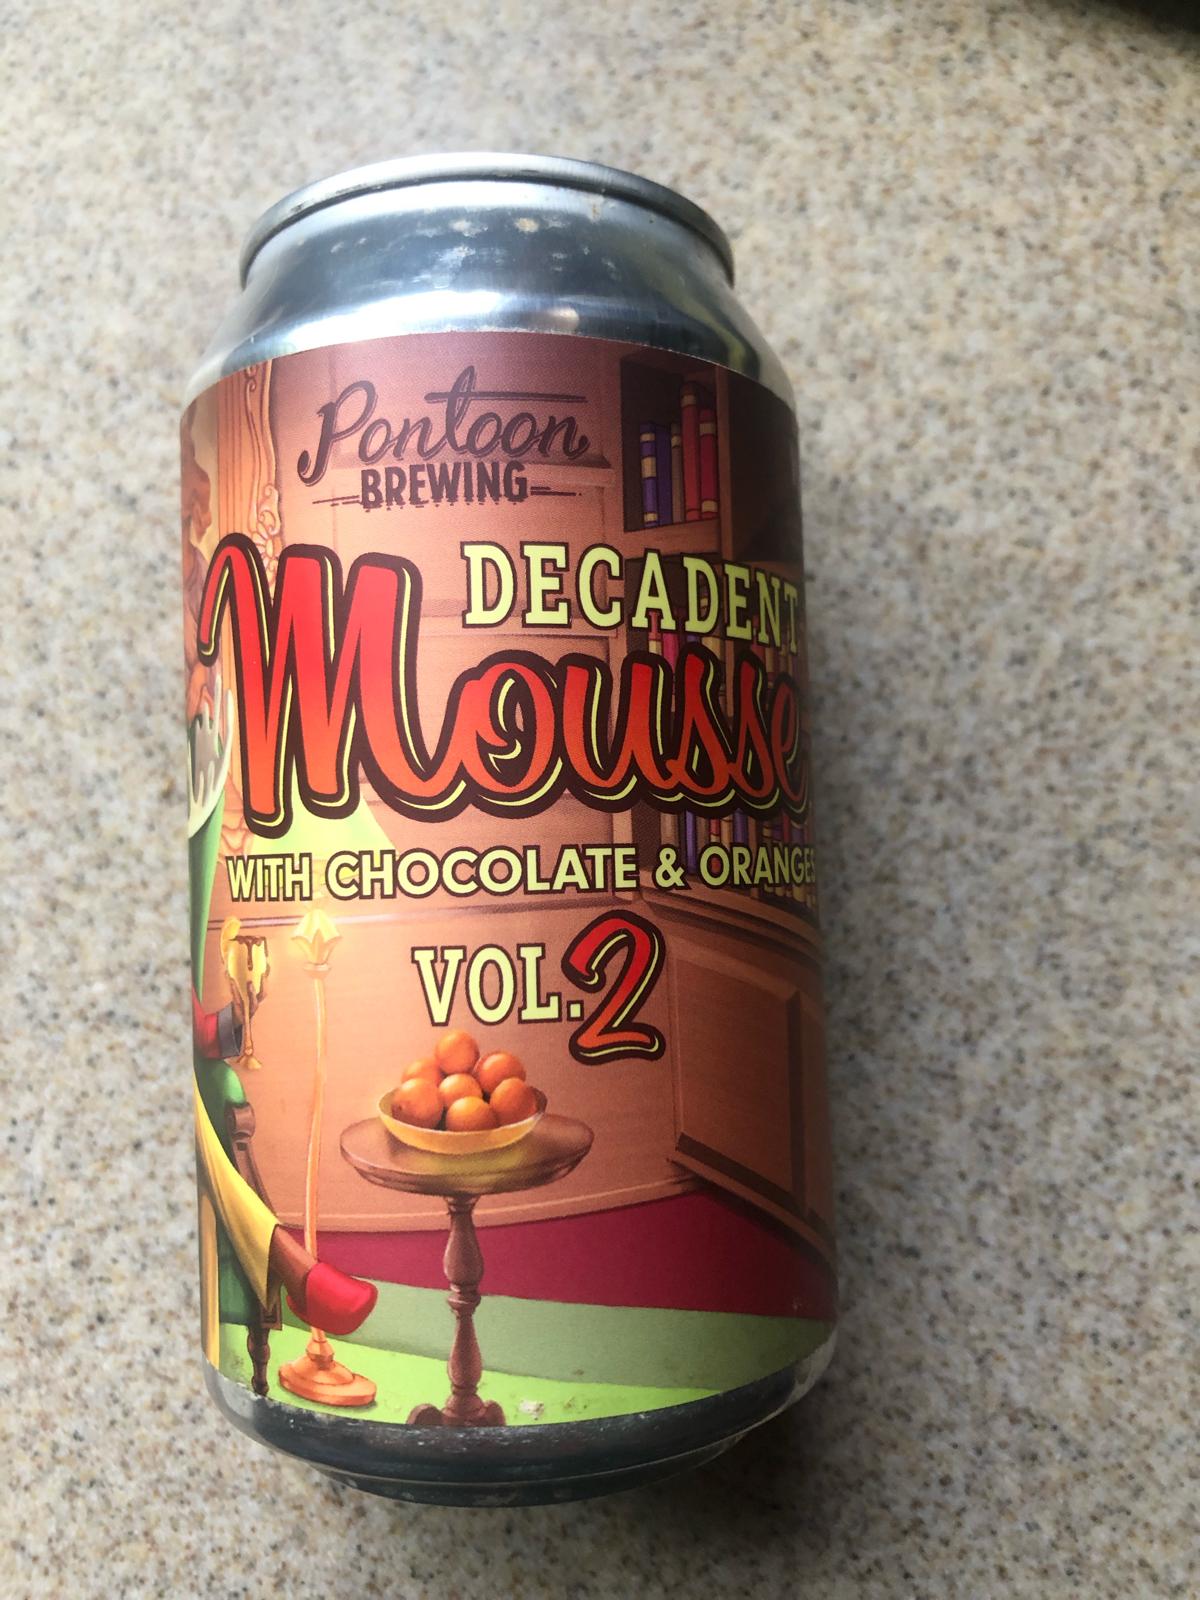 Pontoon
BREWING
DECADENT
Mousse
WITH CHOCOLATE & ORANGES
VOL.2